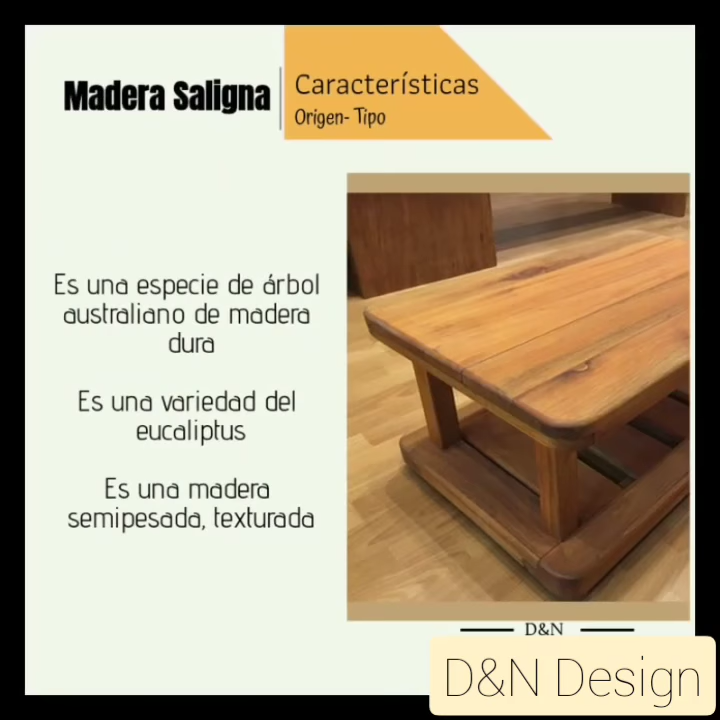 Madera Saligna
Características
Origen- Tipo
Es una especie de árbol
australiano de madera
dura
Es una variedad del
eucaliptus
Es una madera
semipesada, texturada
D&N
D&N Design